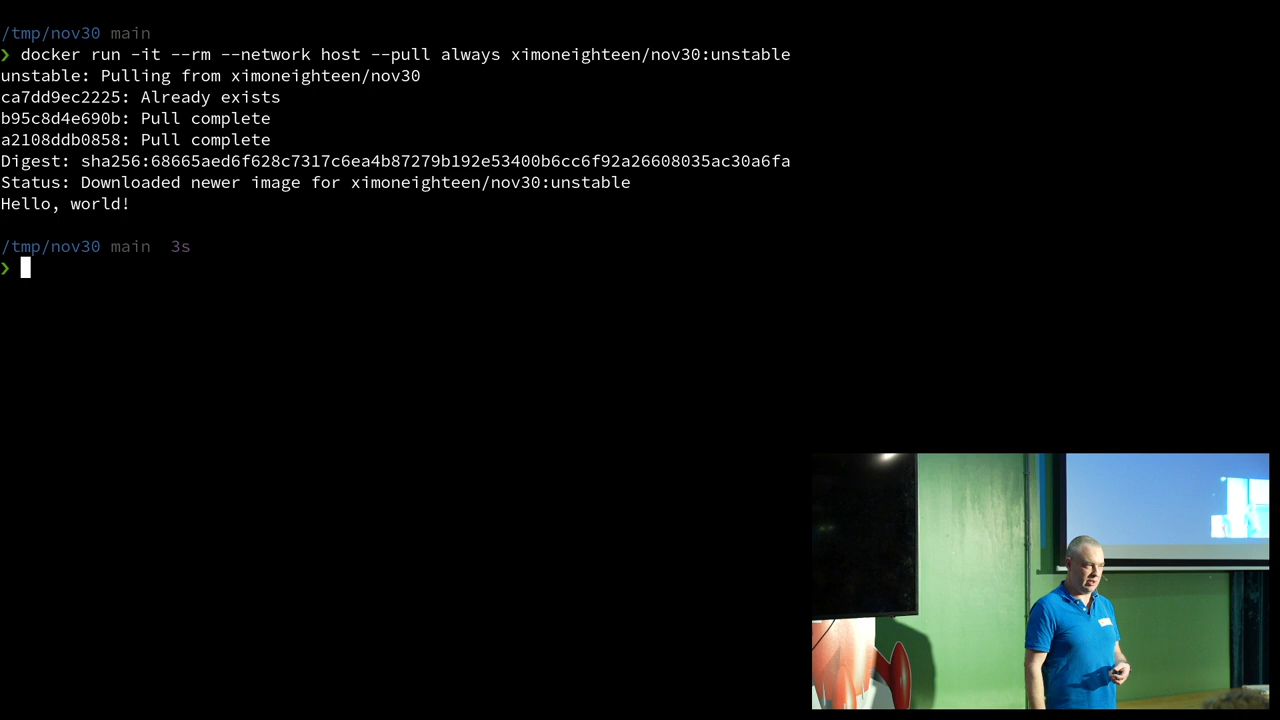 /tmp/nov30 main
❯ docker run -it --rm --network host --pull always ximoneighteen/nov30:unstable
unstable: Pulling from ximoneighteen/nov30
ca7dd9ec2225: Already exists
b95c8d4e690b: Pull complete
a2108ddb0858: Pull complete
Digest: sha256:68665aed6f628c7317c6ea4b87279b192e53400b6cc6f92a26608035ac30a6fa
Status: Downloaded newer image for ximoneighteen/nov30:unstable
Hello, world!
/tmp/nov30 main 3s
❯